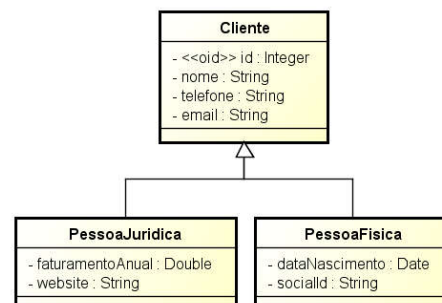 Cliente
- <<oid>> id : Integer
- nome : String
- telefone : String
- email : String
PessoaJuridica
- faturamentoAnual : Double
- website : String
PessoaFisica
- dataNascimento : Date
- socialId : String